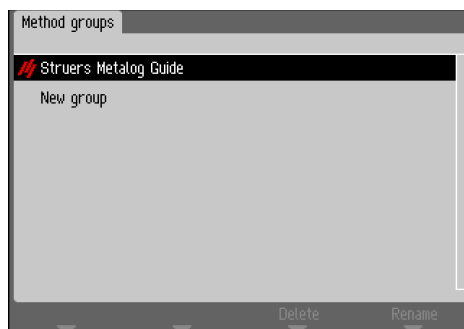 Method groups
Struers Metalog Guide
New group
Delete Rename